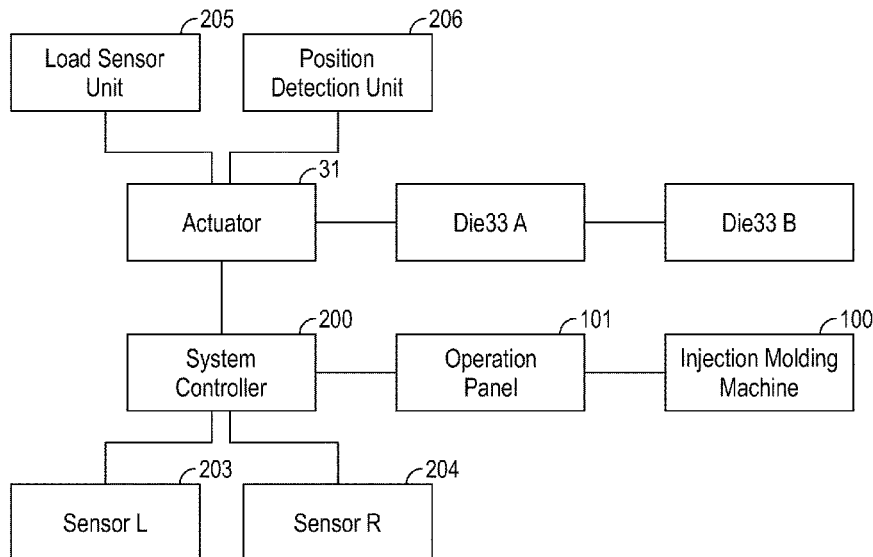 205
206
Load Sensor
Unit
Position
Detection Unit
31
Actuator
Die33 A
Die33 B
200
101
100
System
Controller
Operation
Panel
Injection Molding
Machine
203
204
Sensor L
Sensor R